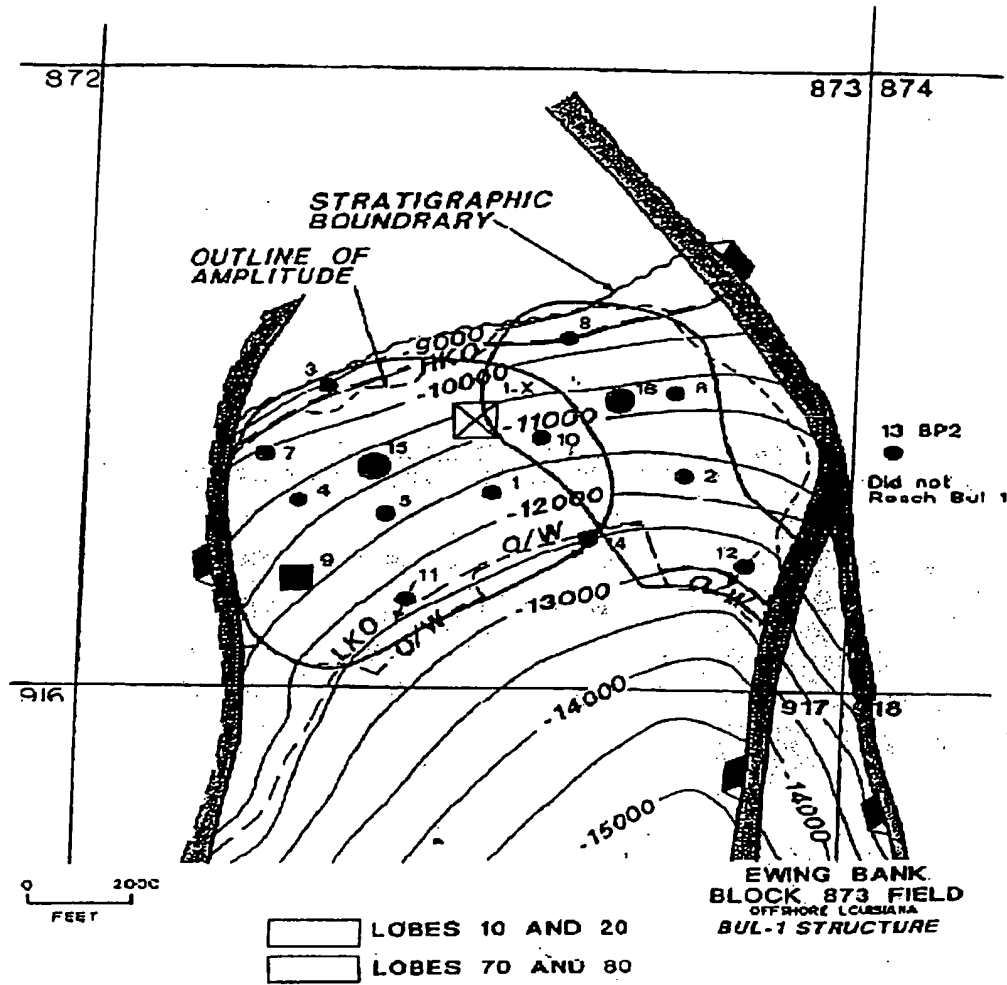 872
873 874
STRATIGRAPHIC
BOUNDRARY
OUTLINE OF
AMPLITUDE
8
-9000
HKO
3
-10000
1-X
16
A
-11000
10
13 BP2
7
15
Did not
Reach Bul 1
4
5
1
2
-12000
O/W
14
9
12
11
O/W
-13000
LKO
O/W
916
917 918
-14000
-14000
-15000
0 2000
FEET
EWING BANK
BLOCK 873 FIELD
OFFSHORE LOUISIANA
BUL-1 STRUCTURE
LOBES 10 AND 20
LOBES 70 AND 80